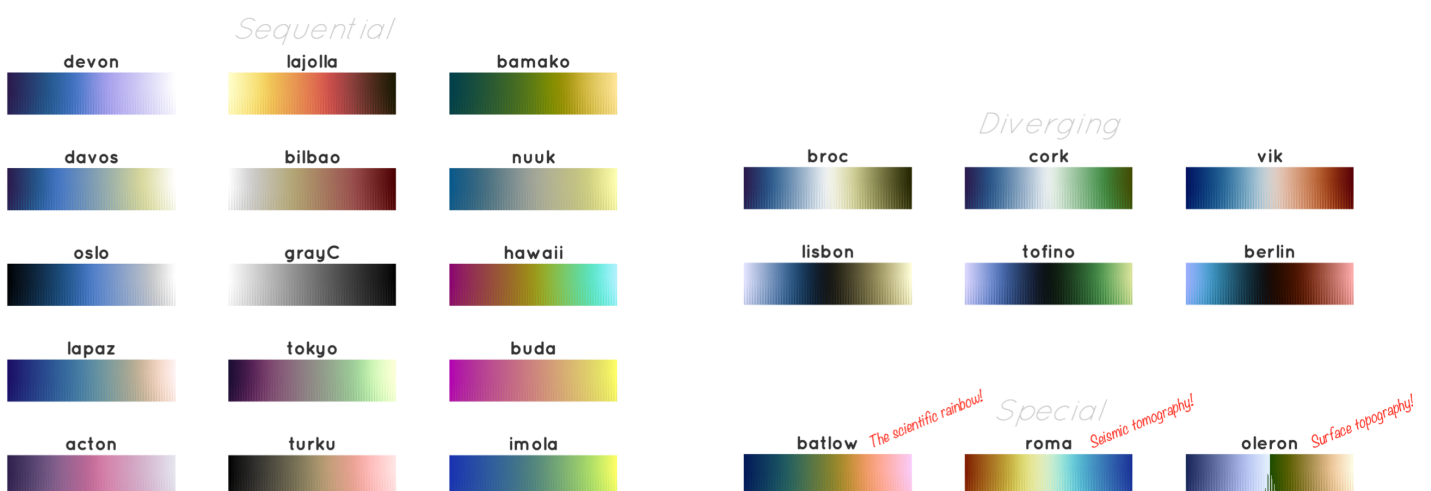 Sequential
devon lajolla bamako
davos bilbao nuuk
oslo grayC hawaii
lapaz tokyo buda
acton turku imola
Diverging
broc cork vik
lisbon tofino berlin
Special
batlow The scientific rainbow! roma Seismic tomography! oleron Surface topography!